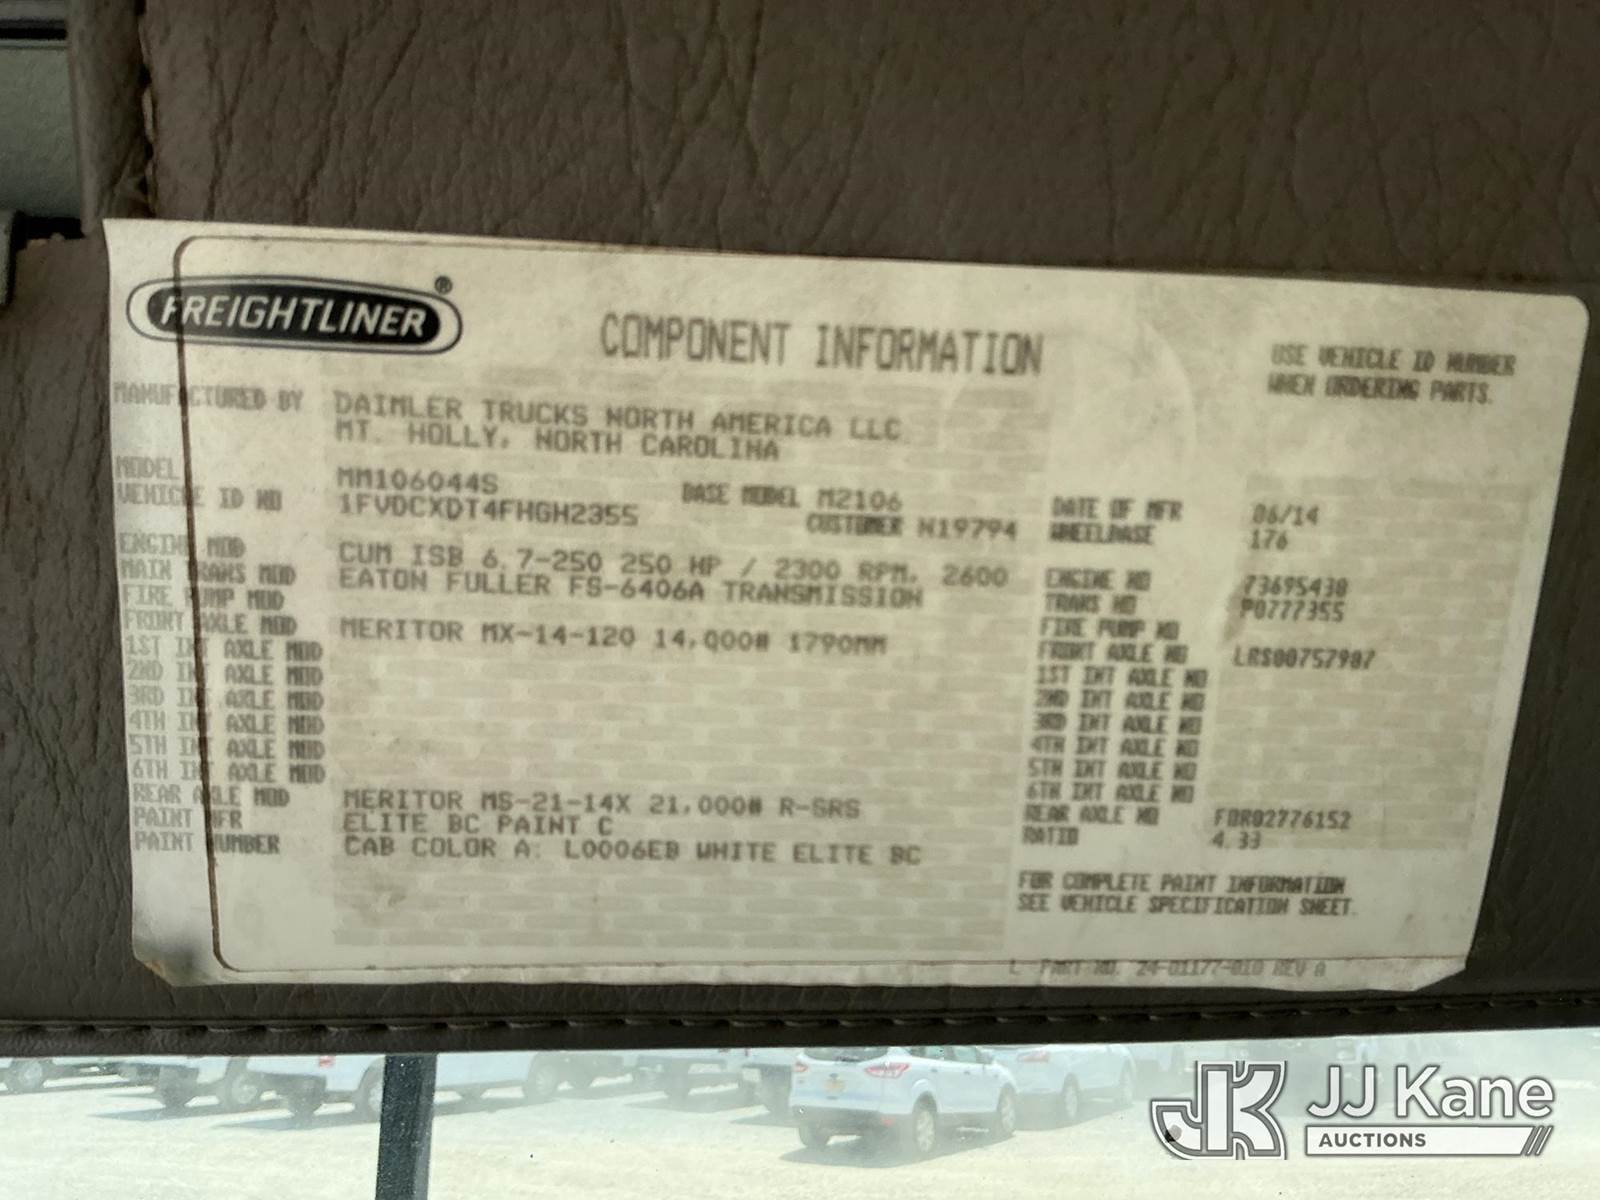 FREIGHTLINER®
COMPONENT INFORMATION
USE VEHICLE ID NUMBER
WHEN ORDERING PARTS.
MANUFACTURED BY DAIMLER TRUCKS NORTH AMERICA LLC
MT. HOLLY, NORTH CAROLINA
MODEL MM106044S BASE MODEL M2106 DATE OF MFR 06/14
VEHICLE ID NO 1FVDCXDT4FHGH2355 CUSTOMER N19794 WHEELBASE 176
ENGINE MOD CUM ISB 6.7-250 250 HP / 2300 RPM, 2600 ENGINE NO 73695430
MAIN TRANS MOD EATON FULLER FS-6406A TRANSMISSION TRANS NO P0777355
FIRE PUMP MOD FIRE PUMP NO
FRONT AXLE MOD MERITOR MX-14-120 14,000# 1790MM FRONT AXLE NO LRS00757907
1ST INT AXLE MOD 1ST INT AXLE NO
2ND INT AXLE MOD 2ND INT AXLE NO
3RD INT AXLE MOD 3RD INT AXLE NO
4TH INT AXLE MOD 4TH INT AXLE NO
5TH INT AXLE MOD 5TH INT AXLE NO
6TH INT AXLE MOD 6TH INT AXLE NO
REAR AXLE MOD MERITOR MS-21-14X 21,000# R-SRS REAR AXLE NO FDR02776152
PAINT MFR ELITE BC PAINT C RATIO 4.33
PAINT NUMBER CAB COLOR A: L0006EB WHITE ELITE BC
FOR COMPLETE PAINT INFORMATION
SEE VEHICLE SPECIFICATION SHEET.
PART NO. 24-01177-010 REV A
JK JJ Kane
AUCTIONS